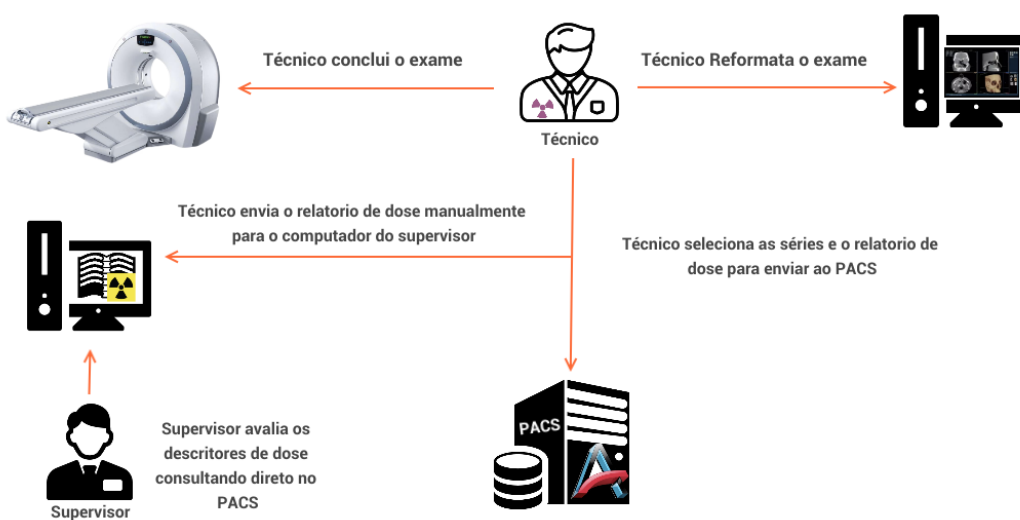 Técnico conclui o exame
Técnico Reformata o exame
Técnico
Técnico envia o relatorio de dose manualmente
para o computador do supervisor
Técnico seleciona as séries e o relatorio de
dose para enviar ao PACS
PACS
Supervisor avalia os
descritores de dose
consultando direto no
PACS
Supervisor